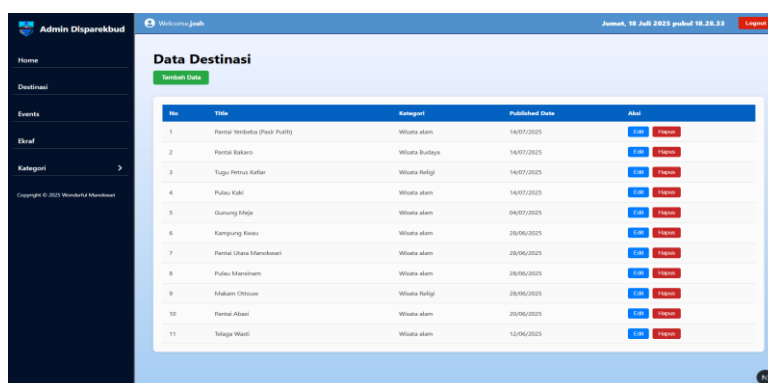 Admin Disparekbud
Welcome,josh
Jumat, 18 Juli 2025 pukul 18.28.33
Logout
Home
Destinasi
Events
Ekraf
Kategori >
Copyright © 2025 Wonderful Manokwari
Data Destinasi
Tambah Data
No Title Kategori Published Date Aksi
1 Pantai Yenbeba (Pasir Putih) Wisata alam 14/07/2025 Edit Hapus
2 Pantai Bakaro Wisata Budaya 14/07/2025 Edit Hapus
3 Tugu Petrus Kafiar Wisata Religi 14/07/2025 Edit Hapus
4 Pulau Kaki Wisata alam 14/07/2025 Edit Hapus
5 Gunung Meja Wisata alam 04/07/2025 Edit Hapus
6 Kampung Kwau Wisata alam 28/06/2025 Edit Hapus
7 Pantai Utara Manokwari Wisata alam 28/06/2025 Edit Hapus
8 Pulau Mansinam Wisata alam 28/06/2025 Edit Hapus
9 Makam Ottouw Wisata Religi 28/06/2025 Edit Hapus
10 Pantai Abasi Wisata alam 20/06/2025 Edit Hapus
11 Telaga Wasti Wisata alam 12/06/2025 Edit Hapus
N